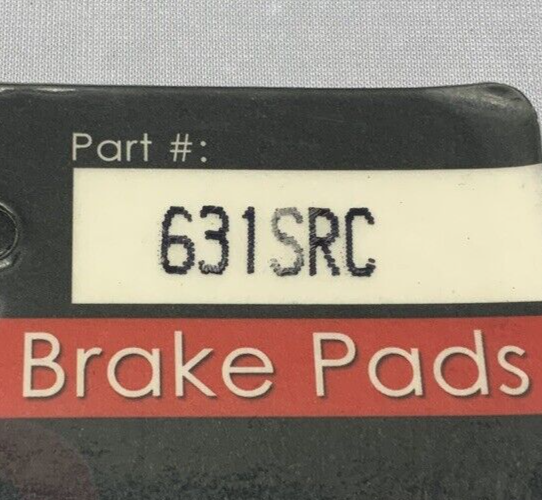 Part #:
631SRC
Brake Pads